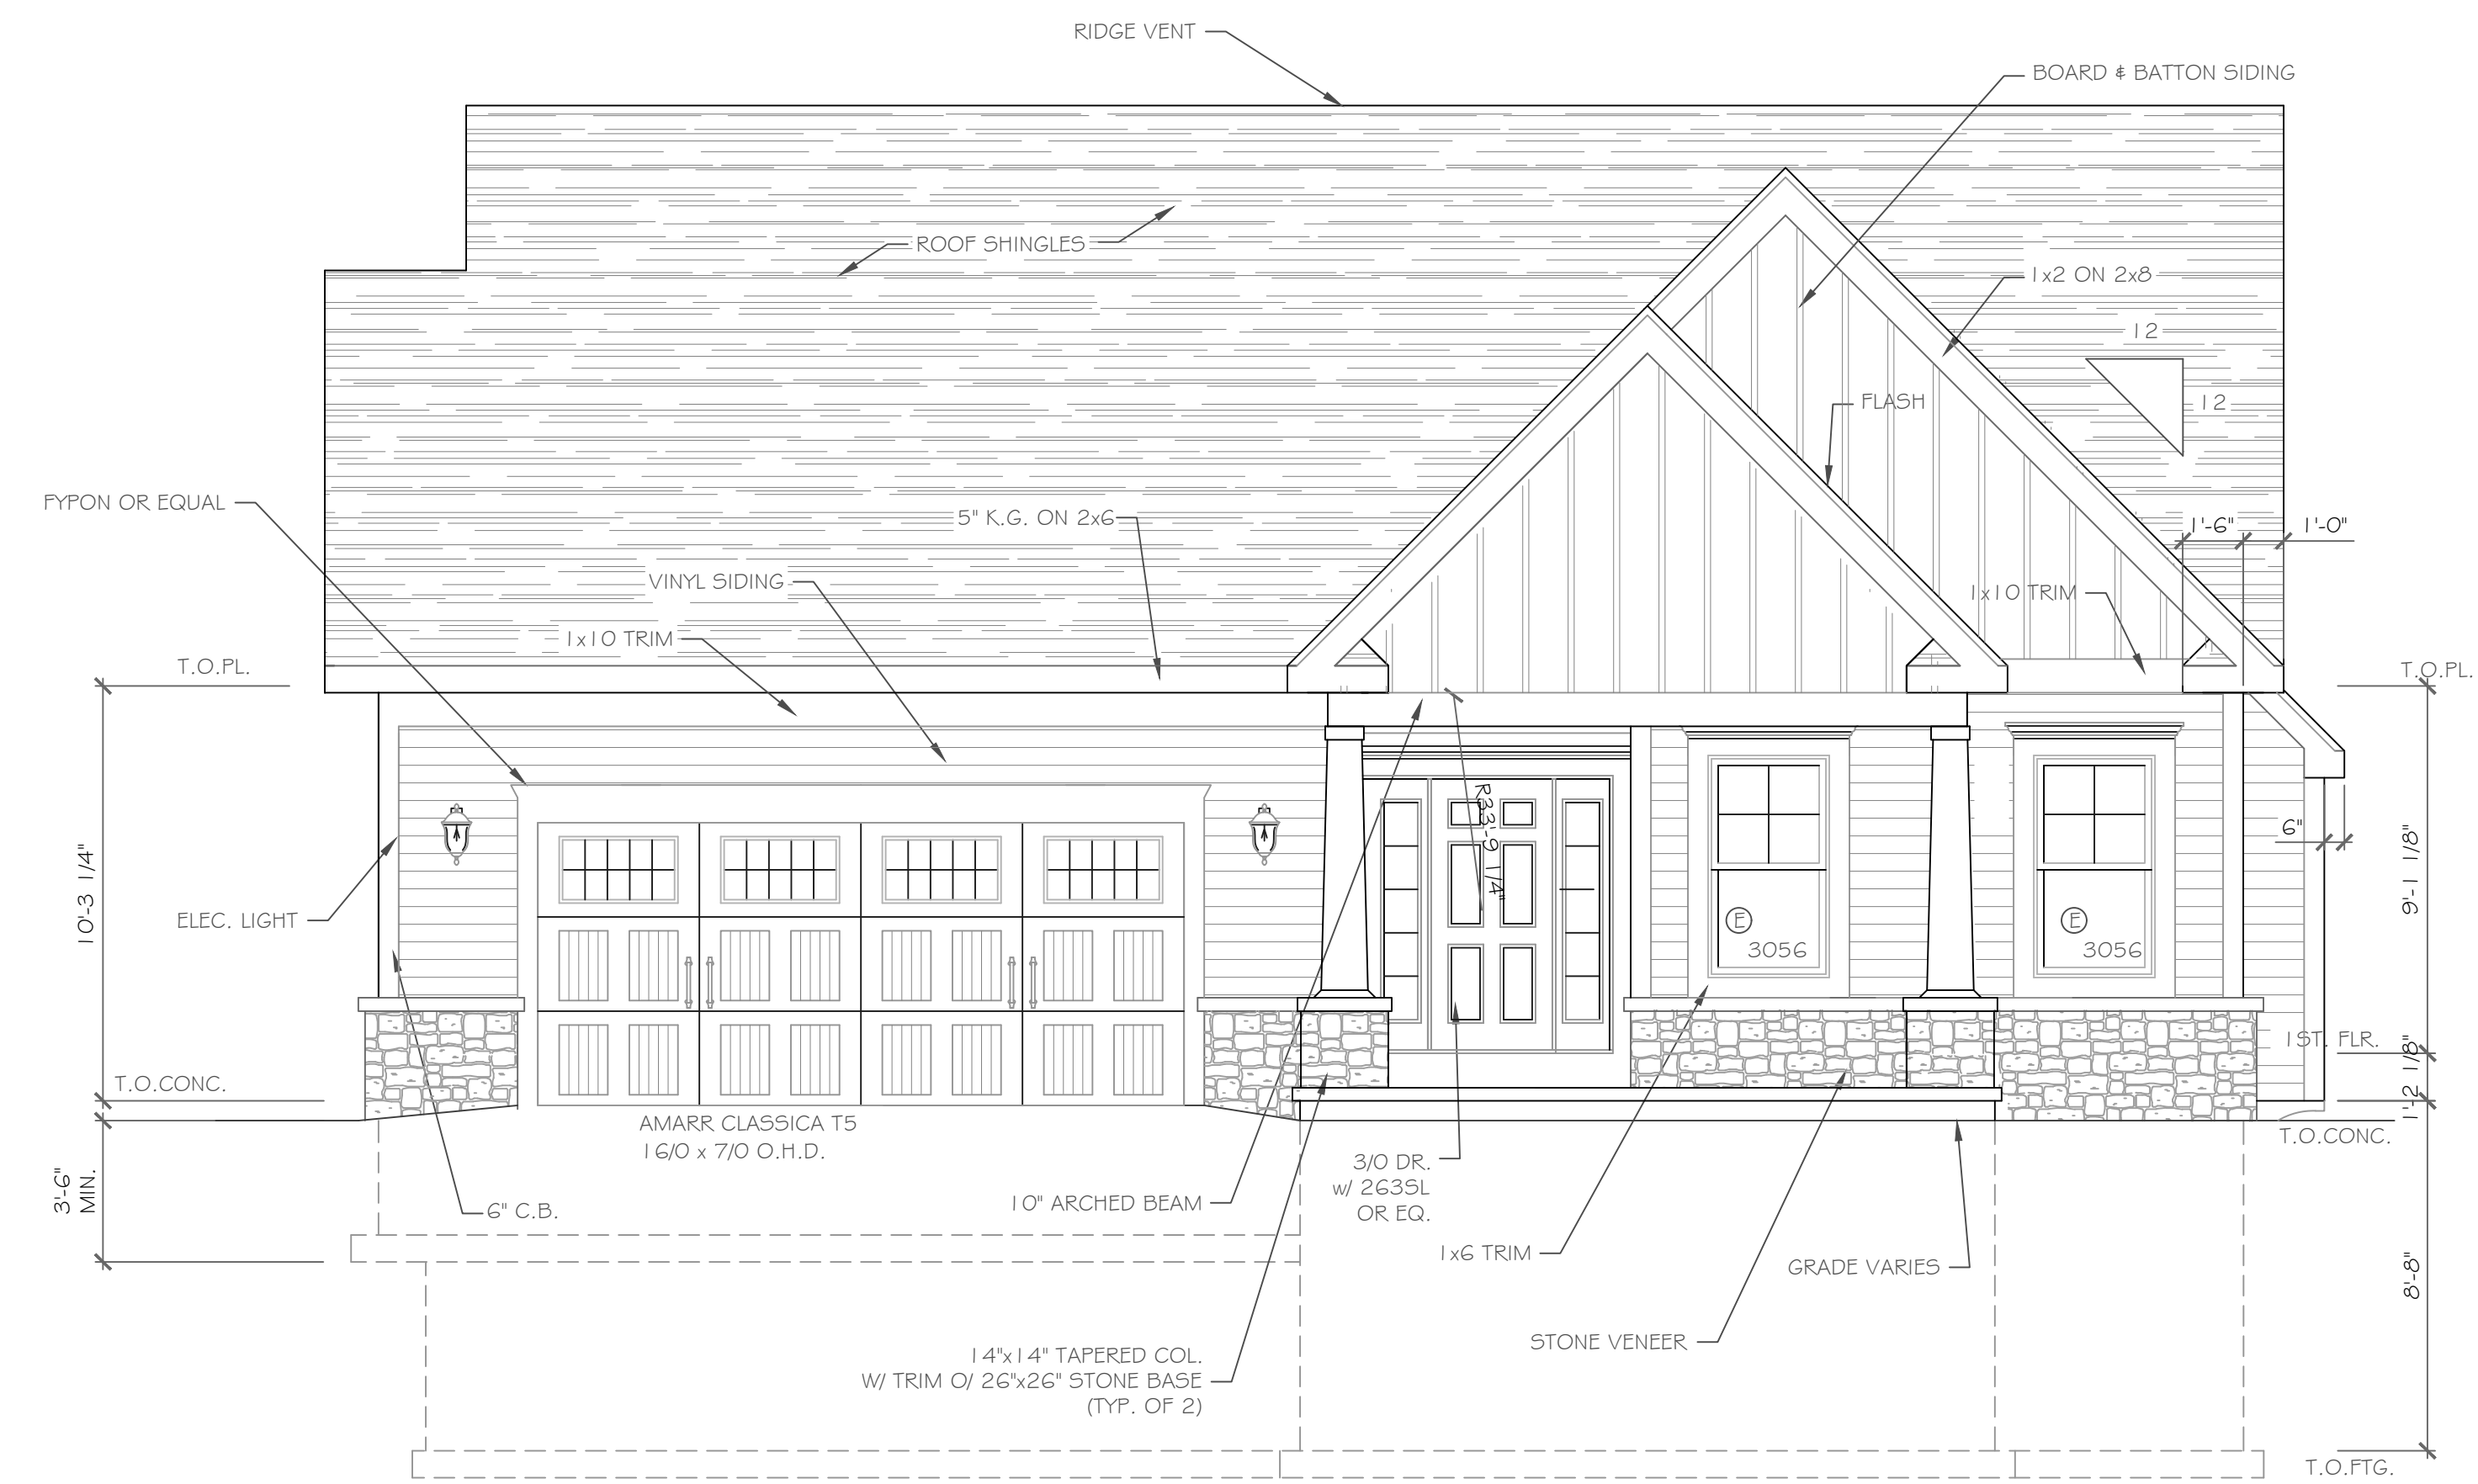 RIDGE VENT
BOARD & BATTON SIDING
ROOF SHINGLES
1x2 ON 2x8
12
12
FLASH
FYPON OR EQUAL
5" K.G. ON 2x6
1'-6"
1'-0"
VINYL SIDING
1x10 TRIM
1x10 TRIM
T.O.PL.
T.O.PL.
R33'-9 1/4"
6"
10'-3 1/4"
9'-1 1/8"
ELEC. LIGHT
E
3056
E
3056
1ST. FLR.
1'-2 1/8"
T.O.CONC.
T.O.CONC.
AMARR CLASSICA T5
16/0 x 7/0 O.H.D.
3'-6"
MIN.
6" C.B.
10" ARCHED BEAM
3/0 DR.
w/ 263SL
OR EQ.
1x6 TRIM
GRADE VARIES
8'-8"
STONE VENEER
14"x14" TAPERED COL.
W/ TRIM O/ 26"x26" STONE BASE
(TYP. OF 2)
T.O.FTG.